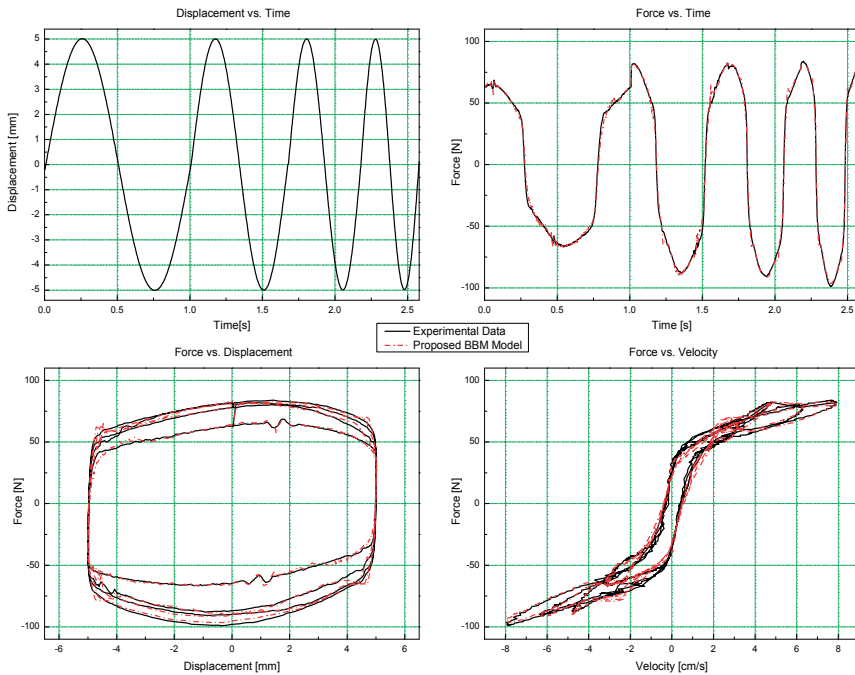 Displacement vs. Time
Force vs. Time
Displacement [mm]
5
4
3
2
1
0
-1
-2
-3
-4
-5
0.0 0.5 1.0 1.5 2.0 2.5
Time[s]
Force [N]
100
50
0
-50
-100
0.0 0.5 1.0 1.5 2.0 2.5
Time [s]
Experimental Data
Proposed BBM Model
Force vs. Displacement
Force vs. Velocity
Force [N]
100
50
0
-50
-100
-6 -4 -2 0 2 4 6
Displacement [mm]
Force [N]
100
50
0
-50
-100
-8 -6 -4 -2 0 2 4 6 8
Velocity [cm/s]